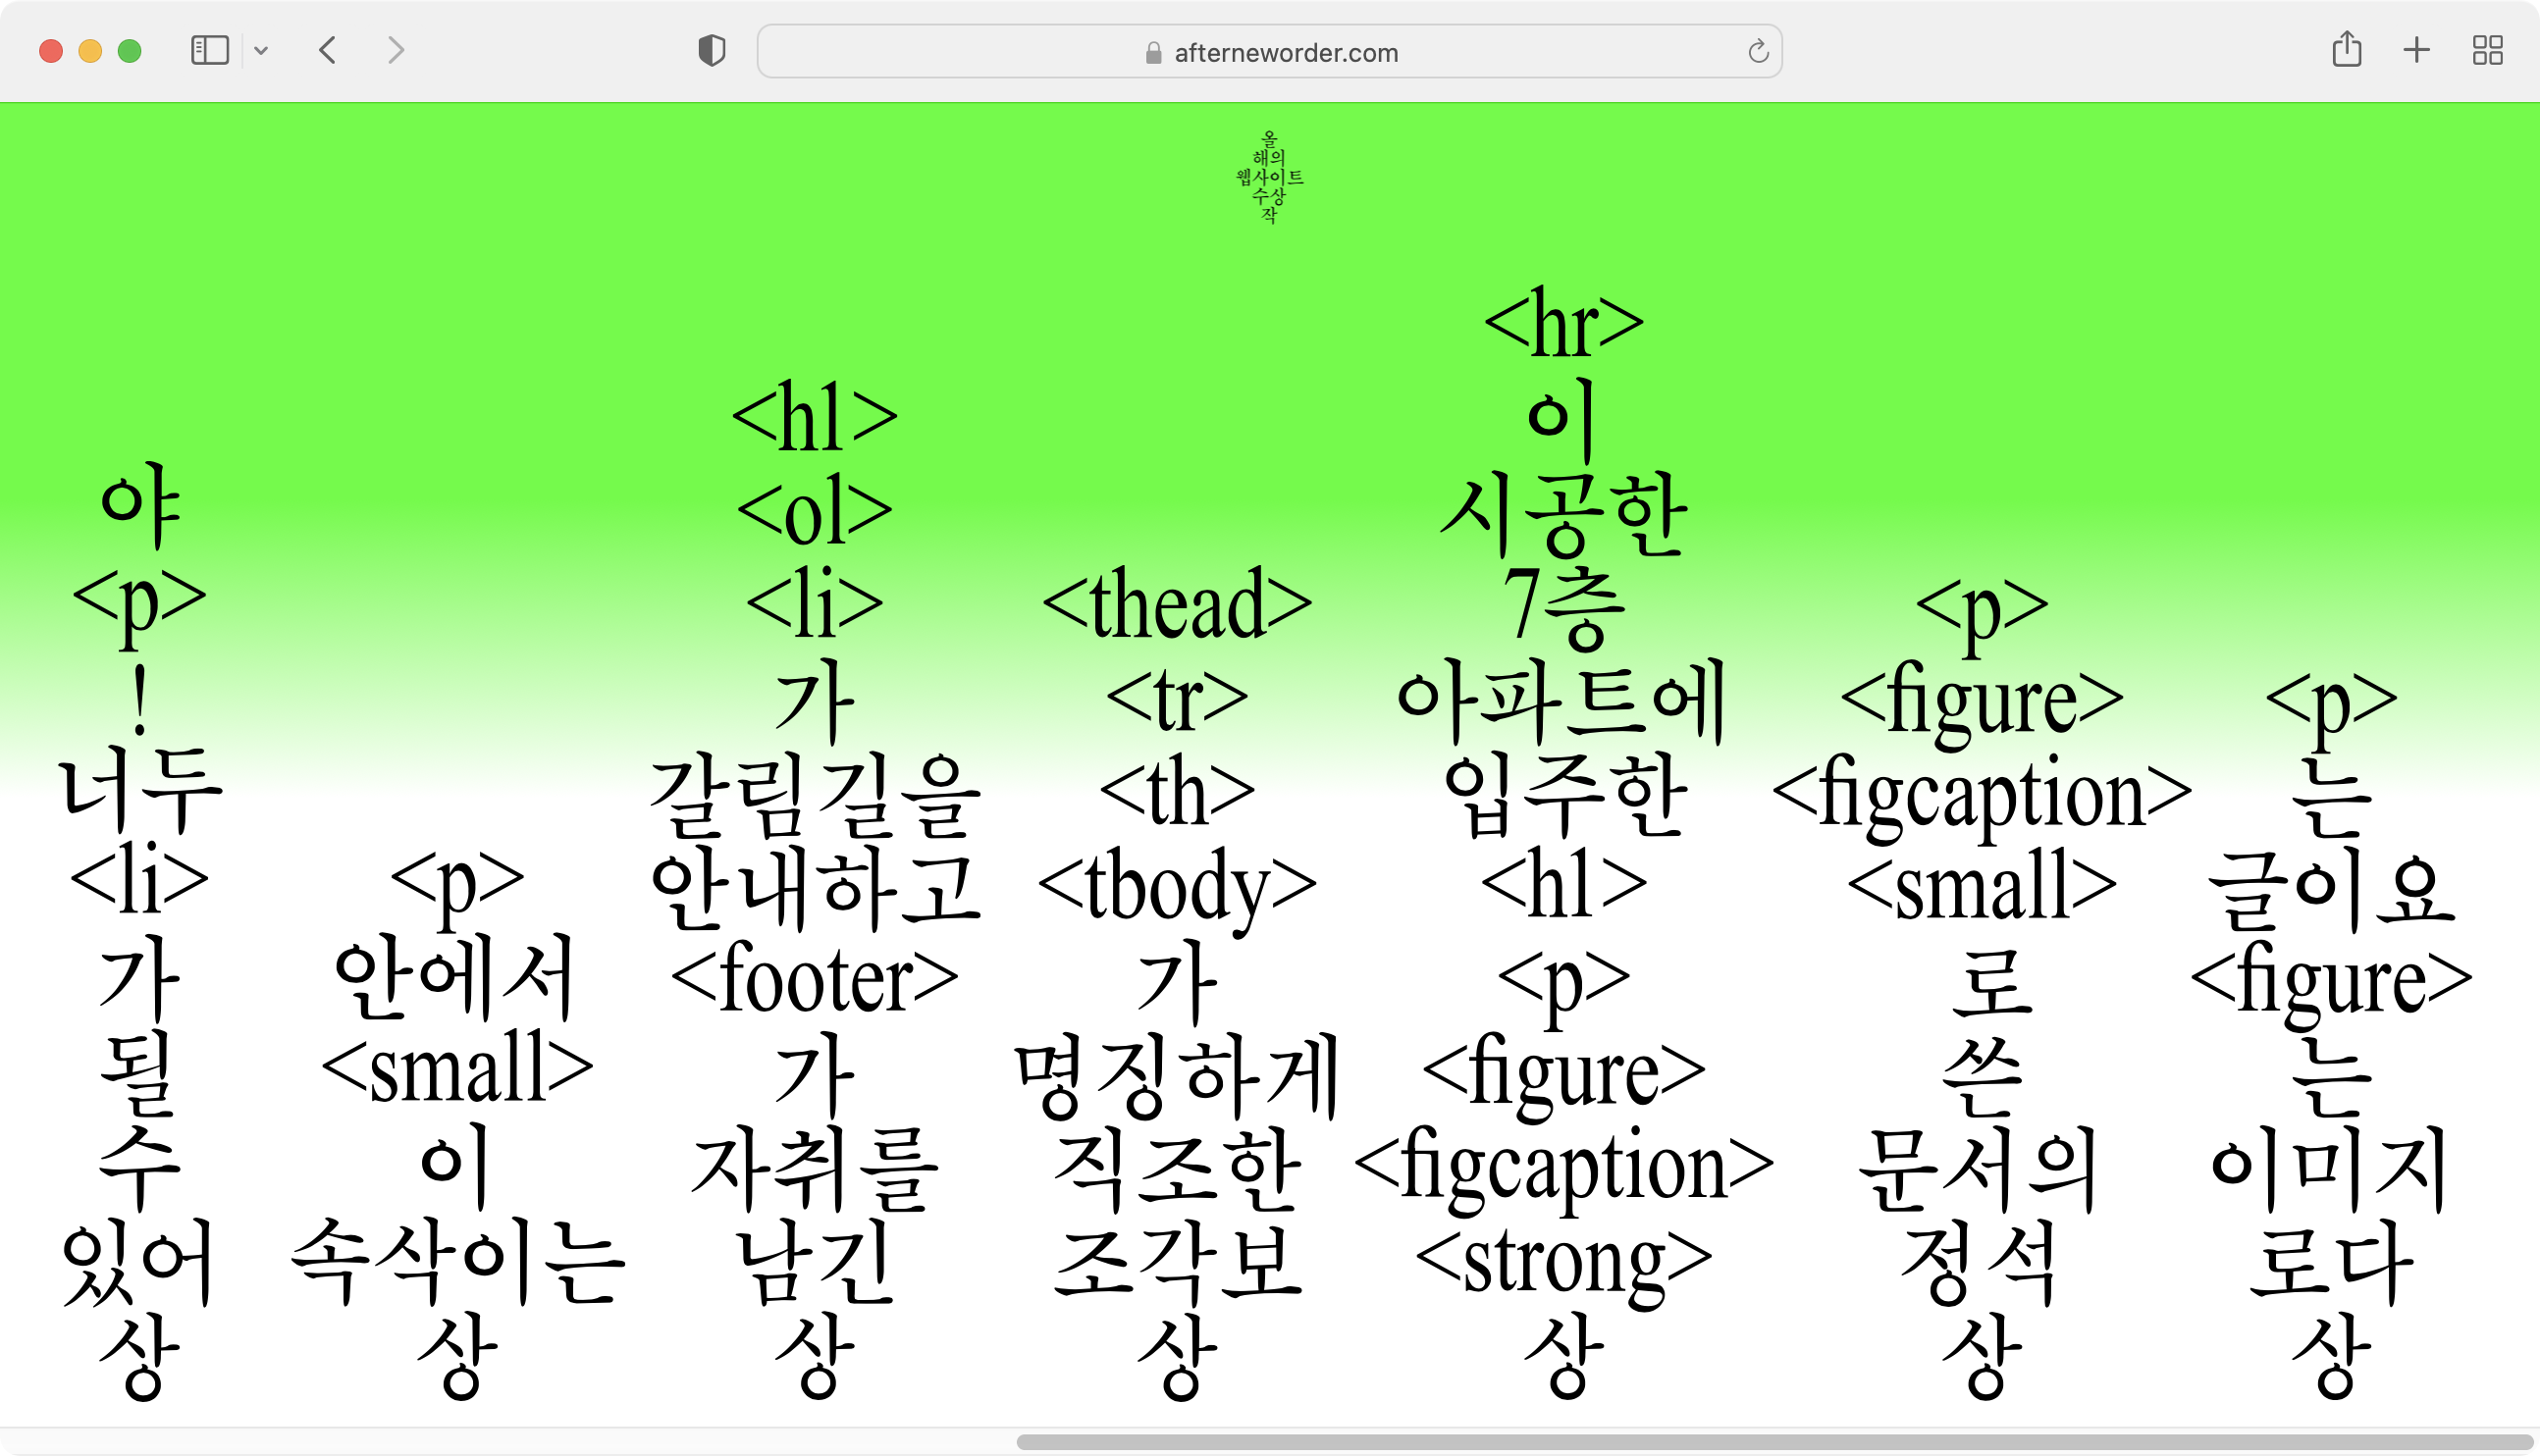 afterneworder.com
올
해의
웹사이트
수상
작
야
<p>
!
너두
<li>
가
될
수
있어
상
<p>
안에서
<small>
이
속삭이는
상
<hl>
<ol>
<li>
가
갈림길을
안내하고
<footer>
가
자취를
남긴
상
<thead>
<tr>
<th>
<tbody>
가
명징하게
직조한
조각보
상
<hr>
이
시공한
7층
아파트에
입주한
<hl>
<p>
<figure>
<figcaption>
<strong>
상
<p>
<figure>
<figcaption>
<small>
로
쓴
문서의
정석
상
<p>
는
글이요
<figure>
는
이미지
로다
상